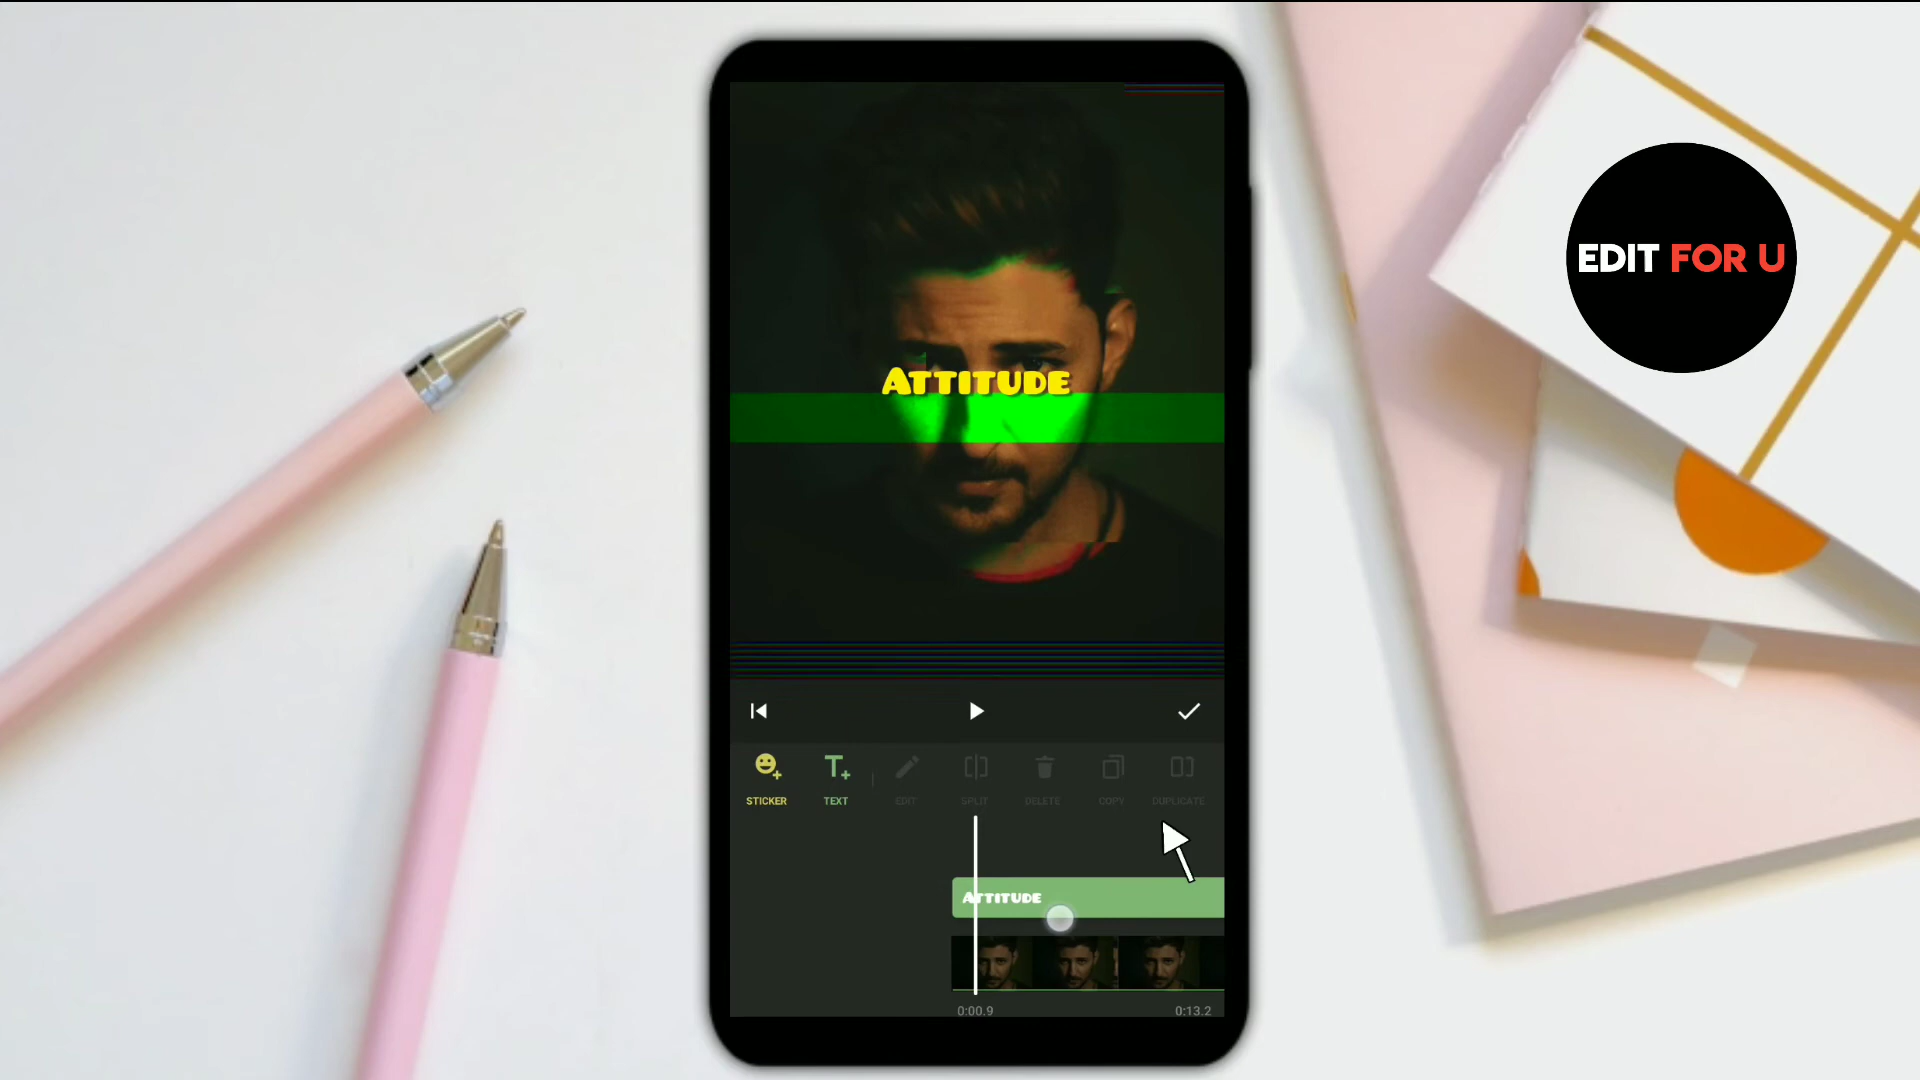 EDIT FOR U
ATTITUDE
STICKER
TEXT
EDIT
SPLIT
DELETE
COPY
DUPLICATE
ATTITUDE
0:00.9
0:13.2